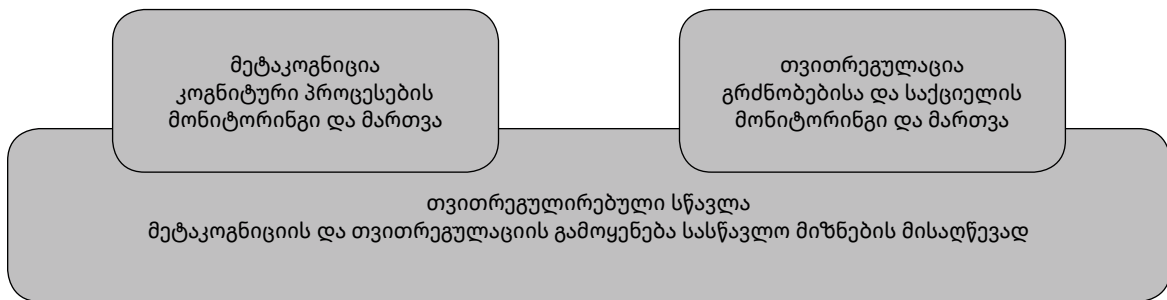 მეტაკოგნიცია
კოგნიტური პროცესების
მონიტორინგი და მართვა
თვითრეგულაცია
გრძნობებისა და საქციელის
მონიტორინგი და მართვა
თვითრეგულირებული სწავლა
მეტაკოგნიციის და თვითრეგულაციის გამოყენება სასწავლო მიზნების მისაღწევად